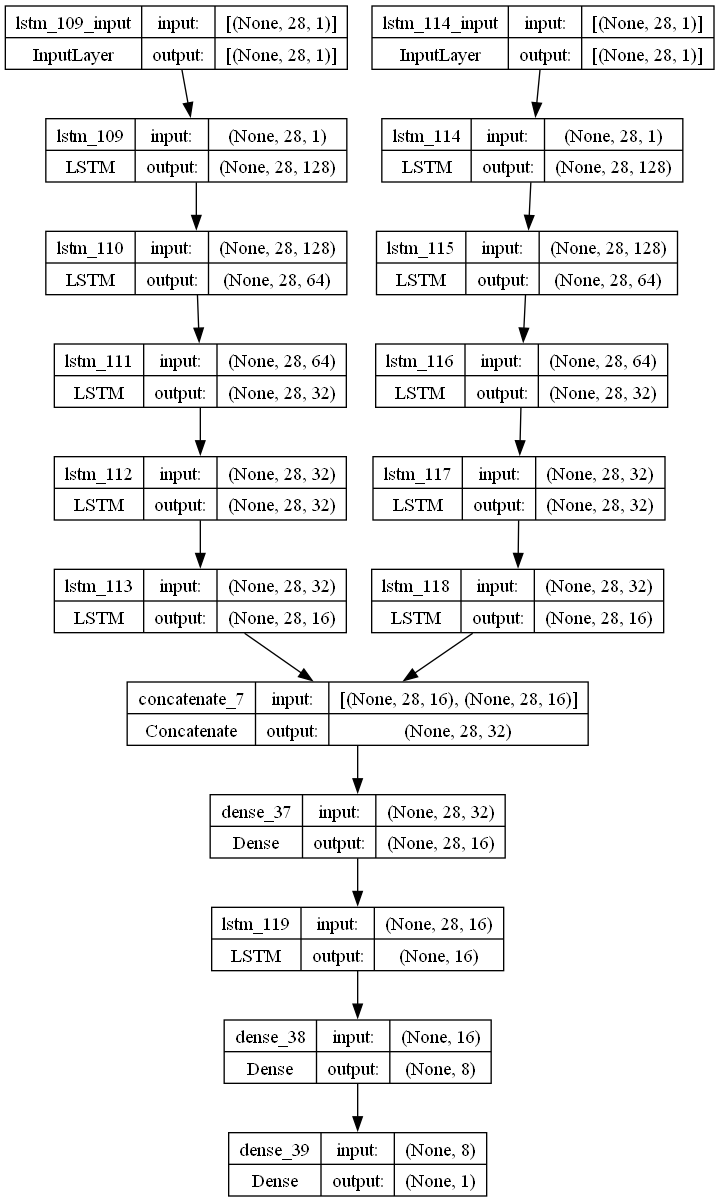 lstm_109_input input: [(None, 28, 1)]
InputLayer output: [(None, 28, 1)]
lstm_114_input input: [(None, 28, 1)]
InputLayer output: [(None, 28, 1)]
lstm_109 input: (None, 28, 1)
LSTM output: (None, 28, 128)
lstm_114 input: (None, 28, 1)
LSTM output: (None, 28, 128)
lstm_110 input: (None, 28, 128)
LSTM output: (None, 28, 64)
lstm_115 input: (None, 28, 128)
LSTM output: (None, 28, 64)
lstm_111 input: (None, 28, 64)
LSTM output: (None, 28, 32)
lstm_116 input: (None, 28, 64)
LSTM output: (None, 28, 32)
lstm_112 input: (None, 28, 32)
LSTM output: (None, 28, 32)
lstm_117 input: (None, 28, 32)
LSTM output: (None, 28, 32)
lstm_113 input: (None, 28, 32)
LSTM output: (None, 28, 16)
lstm_118 input: (None, 28, 32)
LSTM output: (None, 28, 16)
concatenate_7 input: [(None, 28, 16), (None, 28, 16)]
Concatenate output: (None, 28, 32)
dense_37 input: (None, 28, 32)
Dense output: (None, 28, 16)
lstm_119 input: (None, 28, 16)
LSTM output: (None, 16)
dense_38 input: (None, 16)
Dense output: (None, 8)
dense_39 input: (None, 8)
Dense output: (None, 1)